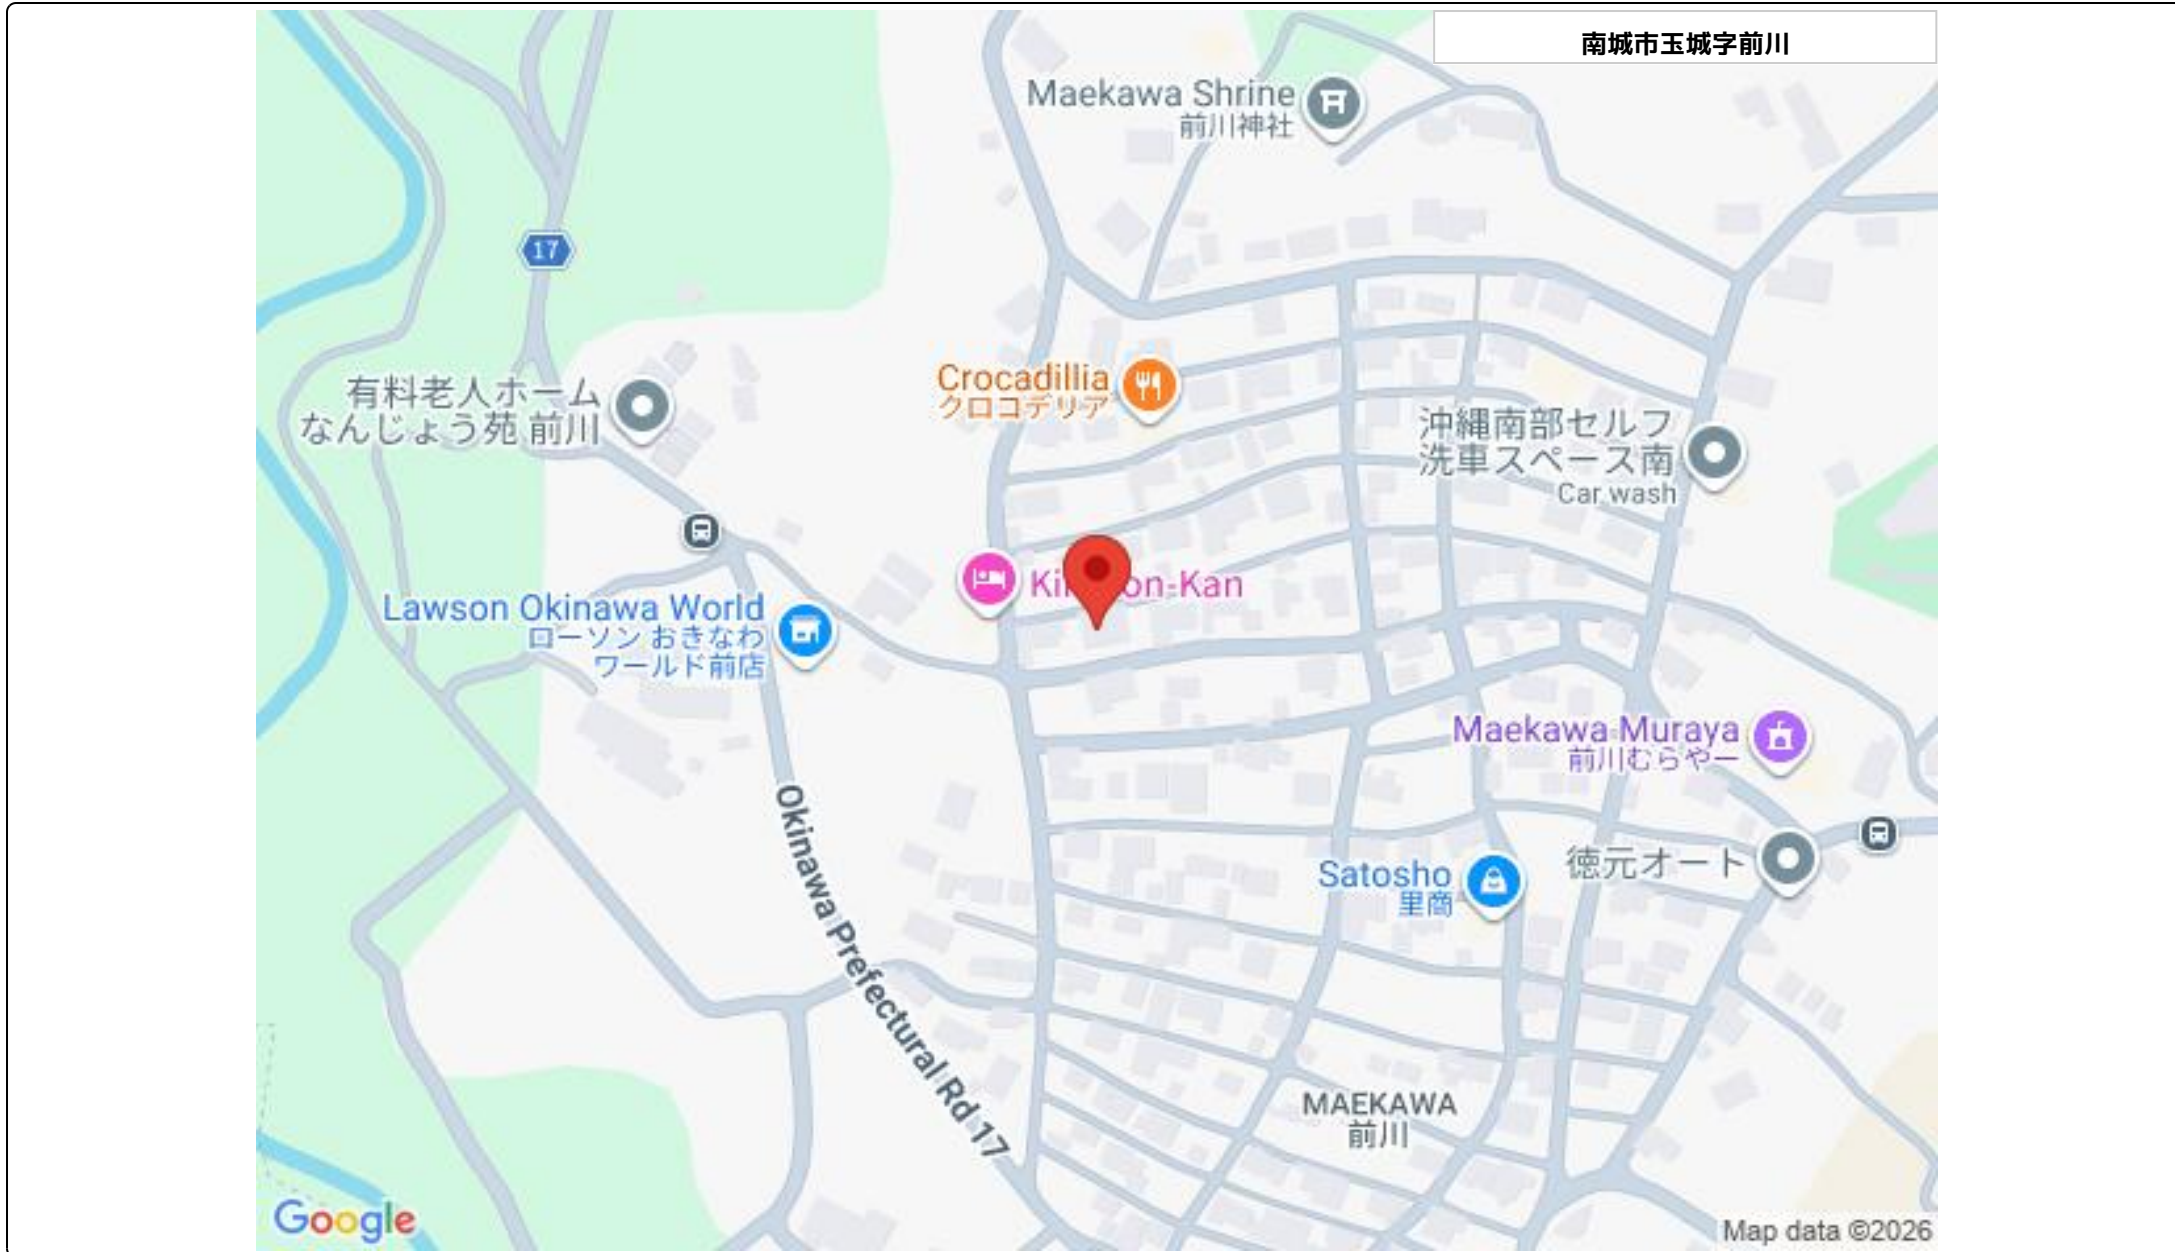 南城市玉城字前川
Maekawa Shrine
前川神社
17
Crocadillia
クロコデリア
有料老人ホーム
なんじょう苑 前川
沖縄南部セルフ
洗車スペース南
Car wash
on-Kan
Lawson Okinawa World
ローソン おきなわ
ワールド前店
Maekawa Muraya
前川むらやー
Okinawa Prefectural Rd 17
Satosho
里商
徳元オート
MAEKAWA
前川
Google
Map data ©2026